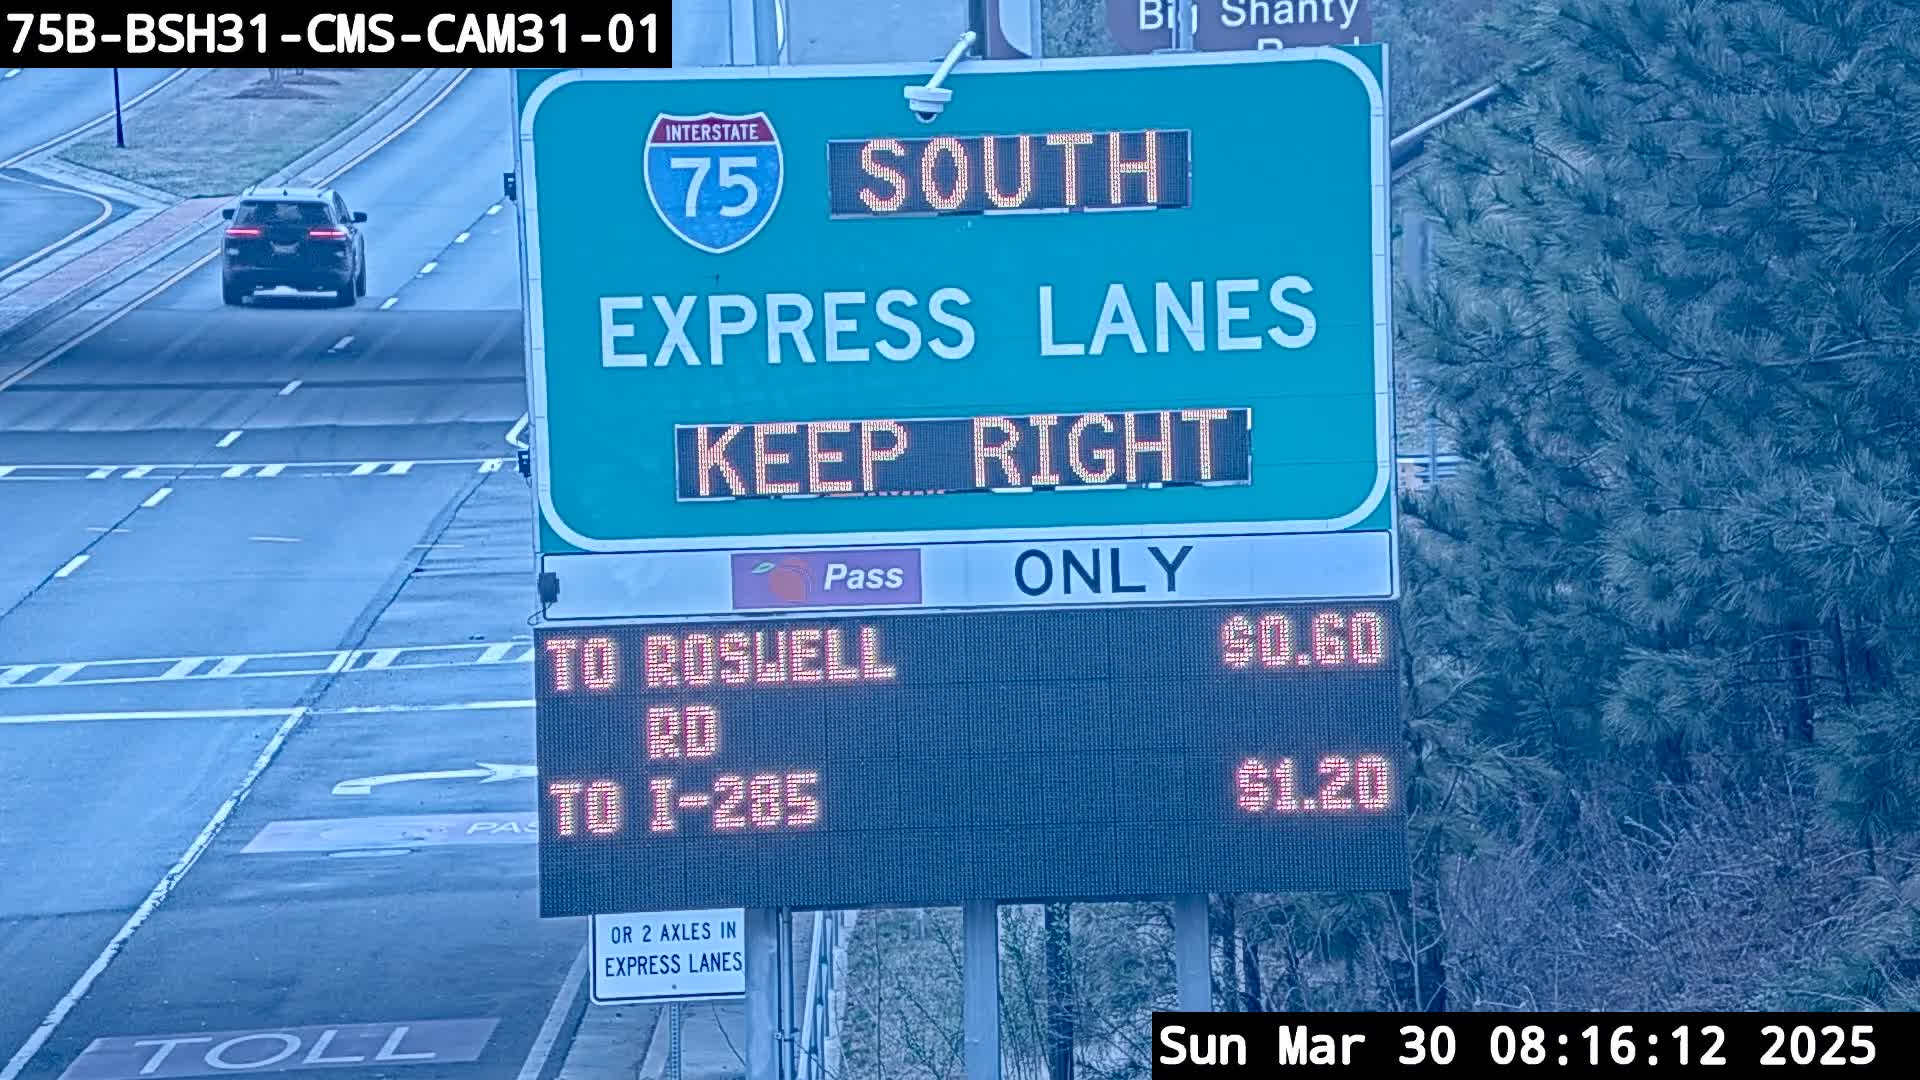 75B-BSH31-CMS-CAM31-01
Big Shanty
INTERSTATE
75
SOUTH
EXPRESS LANES
KEEP RIGHT
Pass
ONLY
TO ROSWELL $0.60
RD
TO I-285 $1.20
OR 2 AXLES IN
EXPRESS LANES
TOLL
Sun Mar 30 08:16:12 2025